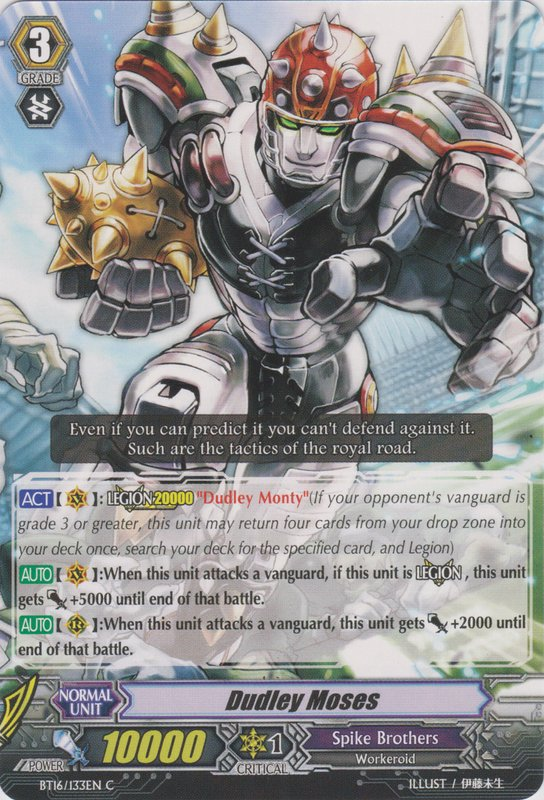 3
GRADE
Even if you can predict it you can't defend against it.
Such are the tactics of the royal road.
ACT【 V 】: LEGION 20000 "Dudley Monty"(If your opponent's vanguard is
grade 3 or greater, this unit may return four cards from your drop zone into
your deck once, search your deck for the specified card, and Legion)
AUTO【 V 】:When this unit attacks a vanguard, if this unit is LEGION , this unit
gets +5000 until end of that battle.
AUTO【 R 】:When this unit attacks a vanguard, this unit gets +2000 until
end of that battle.
NORMAL
UNIT
Dudley Moses
POWER
10000
1
CRITICAL
Spike Brothers
Workeroid
BT16/133EN C
ILLUST / 伊藤未生